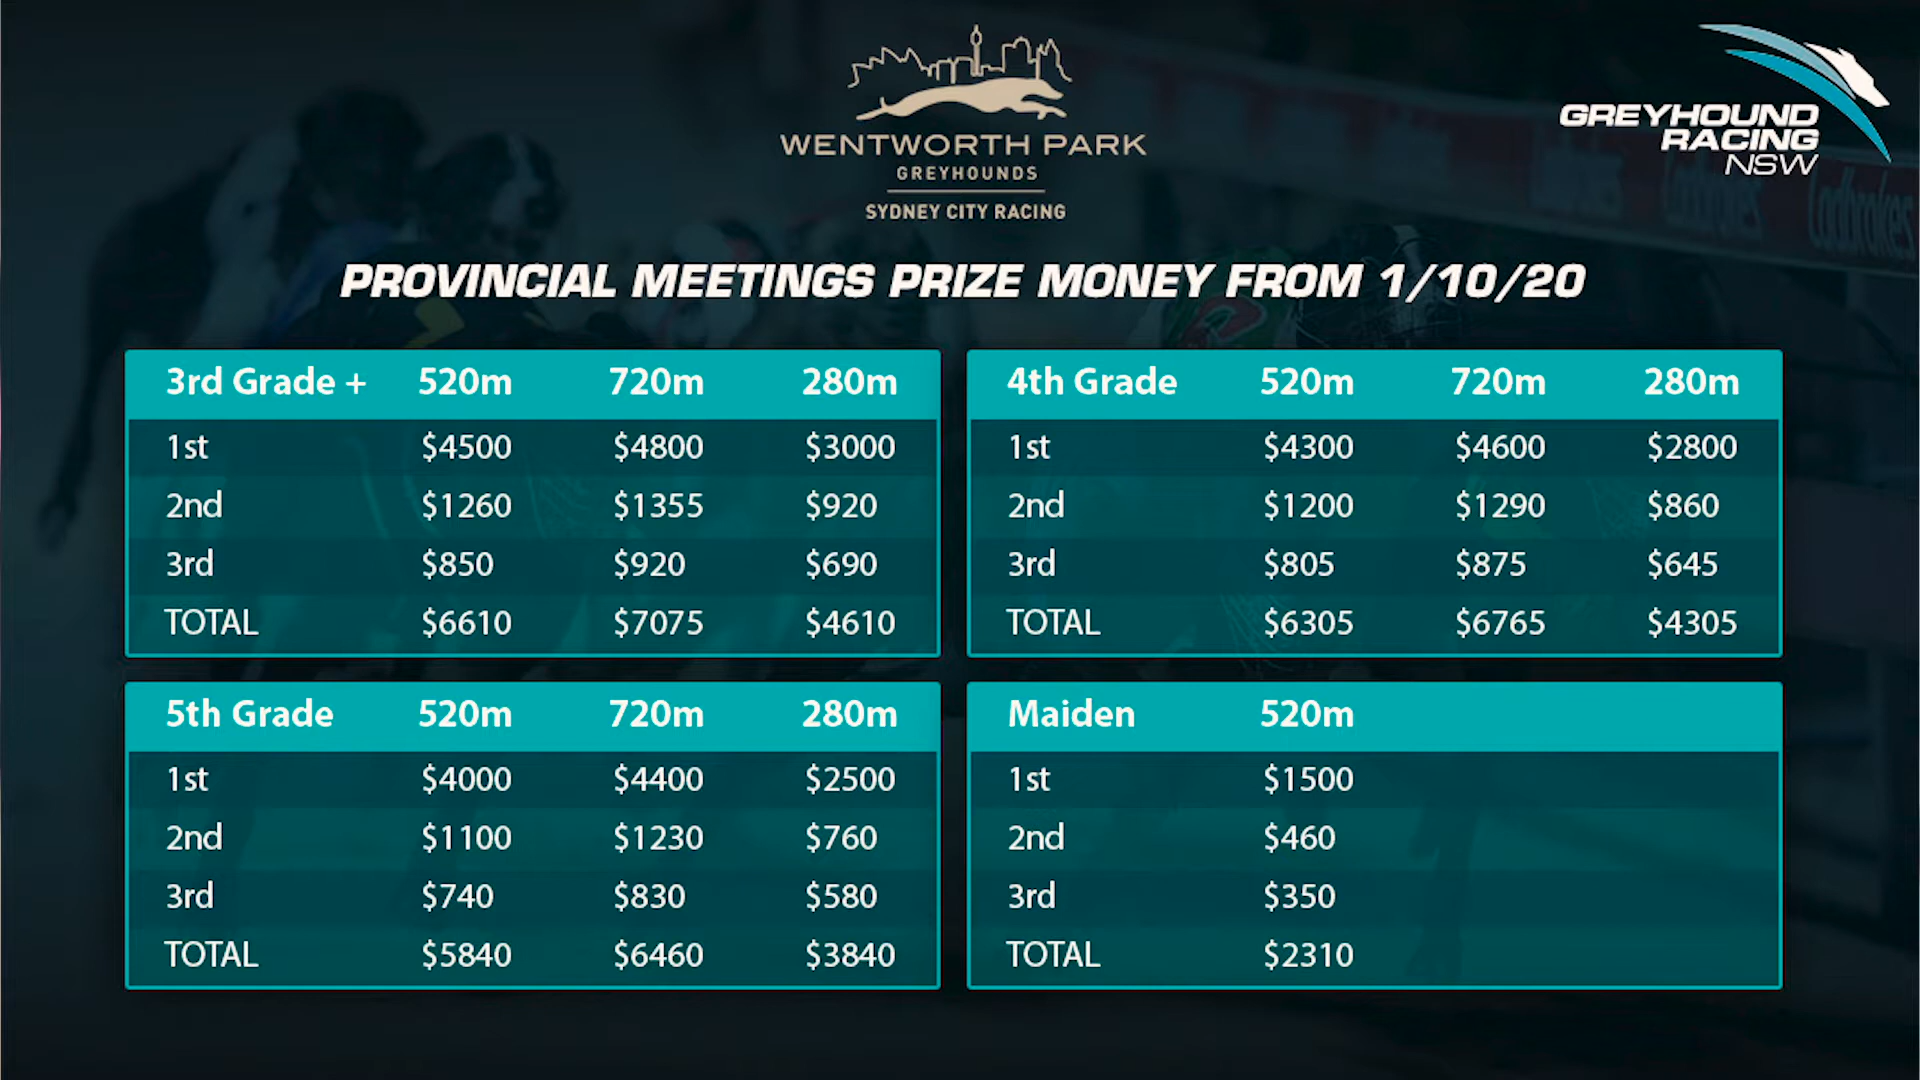 WENTWORTH PARK
GREYHOUNDS
SYDNEY CITY RACING
GREYHOUND
RACING
NSW
Ladbrokes
Ladbrokes
PROVINCIAL MEETINGS PRIZE MONEY FROM 1/10/20
3rd Grade + 520m 720m 280m
1st $4500 $4800 $3000
2nd $1260 $1355 $920
3rd $850 $920 $690
TOTAL $6610 $7075 $4610
4th Grade 520m 720m 280m
1st $4300 $4600 $2800
2nd $1200 $1290 $860
3rd $805 $875 $645
TOTAL $6305 $6765 $4305
5th Grade 520m 720m 280m
1st $4000 $4400 $2500
2nd $1100 $1230 $760
3rd $740 $830 $580
TOTAL $5840 $6460 $3840
Maiden 520m
1st $1500
2nd $460
3rd $350
TOTAL $2310